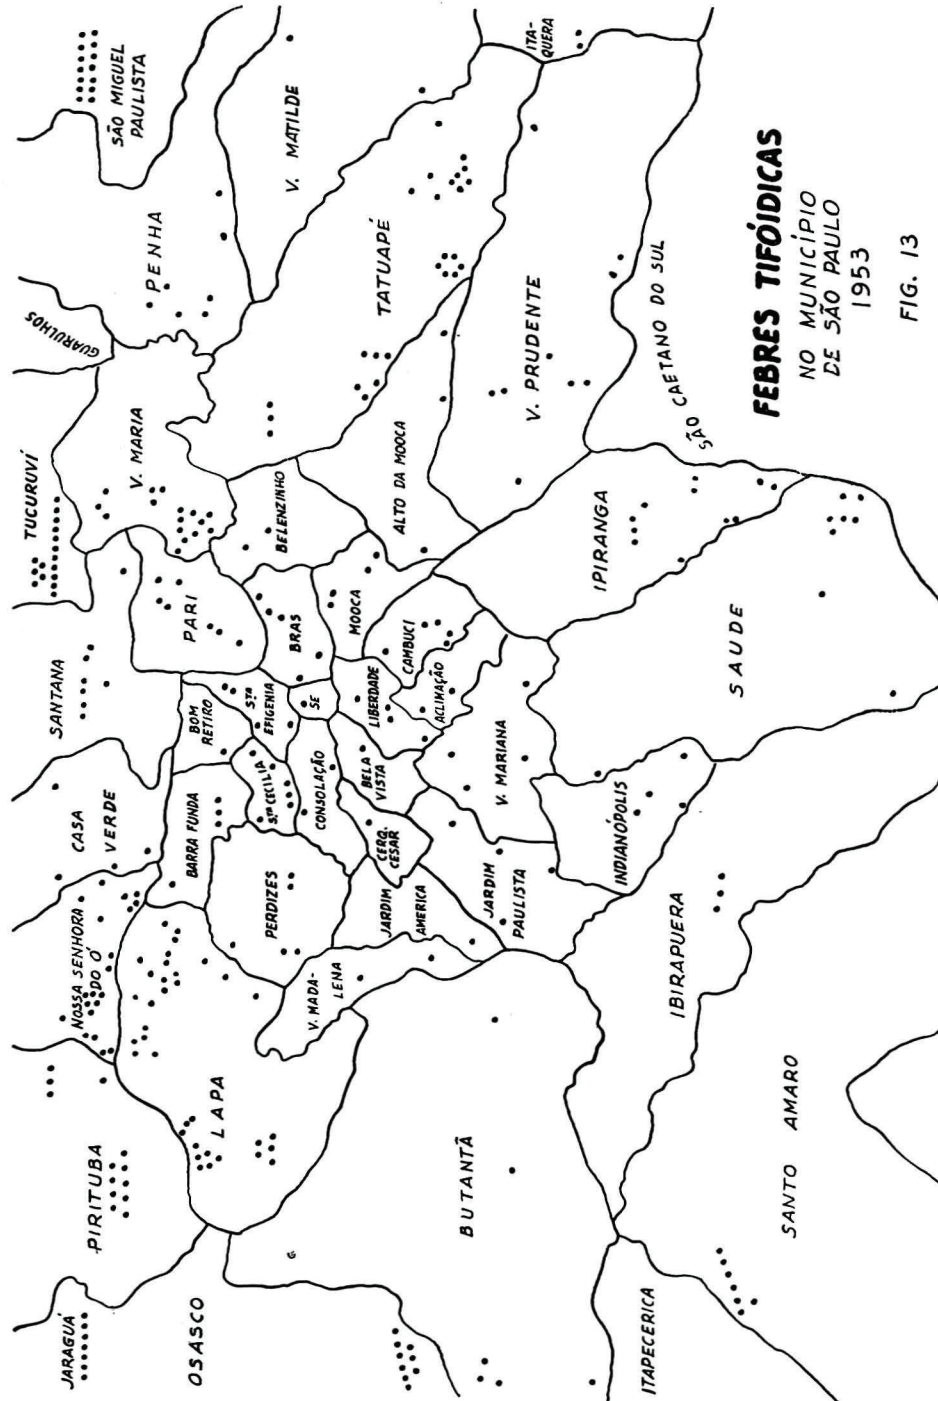 JARAGUÁ
PIRITUBA
NOSSA SENHORA
DO Ó
CASA
VERDE
SANTANA
TUCURUVÍ
GUARULHOS
SÃO MIGUEL
PAULISTA
OSASCO
LAPA
BARRA FUNDA
BOM
RETIRO
PARI
V. MARIA
PENHA
V. MATILDE
PERDIZES
STA CECILIA
STA
EFIGENIA
BRAS
BELENZINHO
TATUAPÉ
V. MADA-
LENA
CONSOLAÇÃO
SE
MOOCA
ALTO DA MOOCA
JARDIM
AMERICA
CERQ.
CESAR
BELA
VISTA
LIBERDADE
CAMBUCI
ACLIMAÇÃO
BUTANTÃ
JARDIM
PAULISTA
V. MARIANA
V. PRUDENTE
ITA-
QUERA
INDIANÓPOLIS
IPIRANGA
SÃO CAETANO DO SUL
ITAPECERICA
IBIRAPUERA
SAUDE
SANTO AMARO
FEBRES TIFÓIDICAS
NO MUNICÍPIO
DE SÃO PAULO
1953
FIG. 13